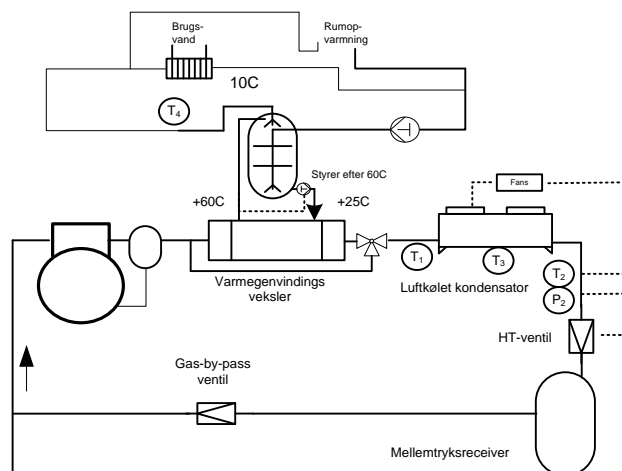 Brugs-
vand
Rumop-
varmning
10C
T4
Styrer efter 60C
+60C
+25C
Fans
T1
T3
T2
P2
Varmegenvindings
veksler
Luftkølet kondensator
HT-ventil
Gas-by-pass
ventil
Mellemtryksreceiver